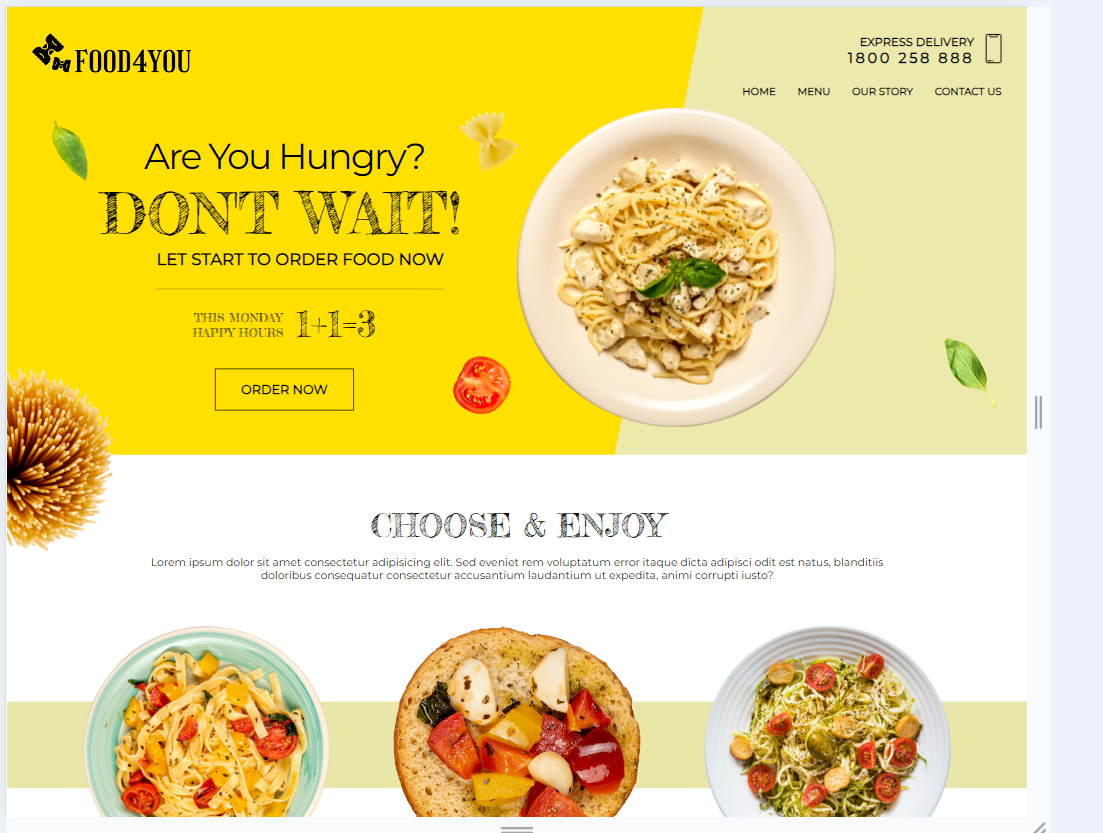 FOOD4YOU
EXPRESS DELIVERY
1800 258 888
HOME MENU OUR STORY CONTACT US
Are You Hungry?
DON'T WAIT!
LET START TO ORDER FOOD NOW
THIS MONDAY
HAPPY HOURS
1+1=3
ORDER NOW
CHOOSE & ENJOY
Lorem ipsum dolor sit amet consectetur adipisicing elit. Sed eveniet rem voluptatum error itaque dicta adipisci odit est natus, blanditiis
doloribus consequatur consectetur accusantium laudantium ut expedita, animi corrupti iusto?